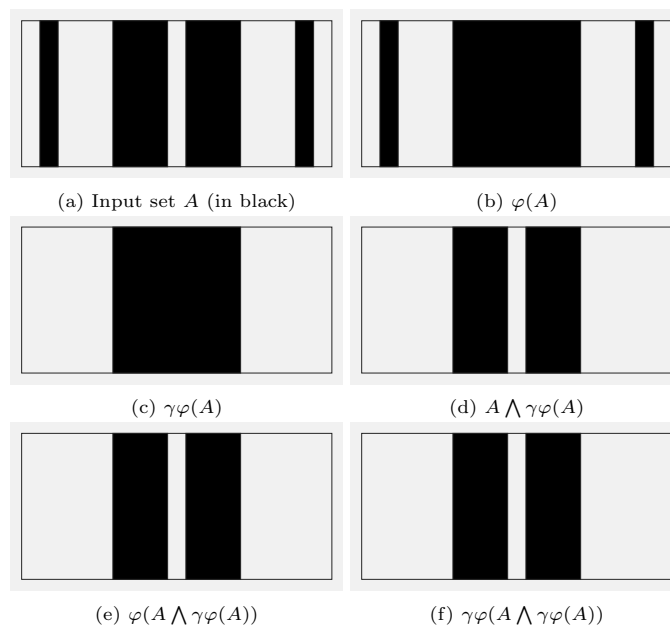 (a) Input set A (in black)
(b) φ(A)
(c) γφ(A)
(d) A ⋀ γφ(A)
(e) φ(A ⋀ γφ(A))
(f) γφ(A ⋀ γφ(A))